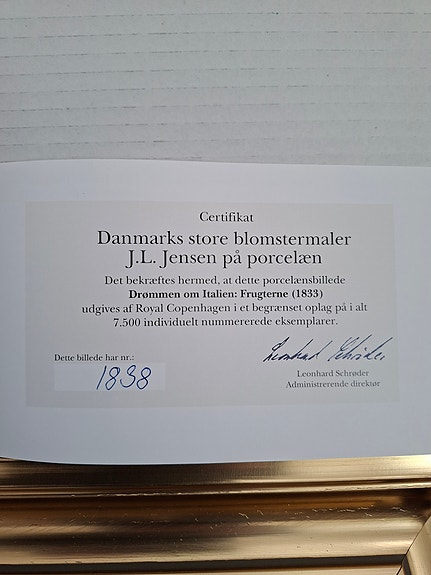 Certifikat
Danmarks store blomstermaler
J.L. Jensen på porcelæn
Det bekræftes hermed, at dette porcelænsbillede
Drømmen om Italien: Frugterne (1833)
udgives af Royal Copenhagen i et begrænset oplag på i alt
7.500 individuelt nummererede eksemplarer.
Dette billede har nr.:
1838
Leonhard Schrøder
Leonhard Schrøder
Administrerende direktør